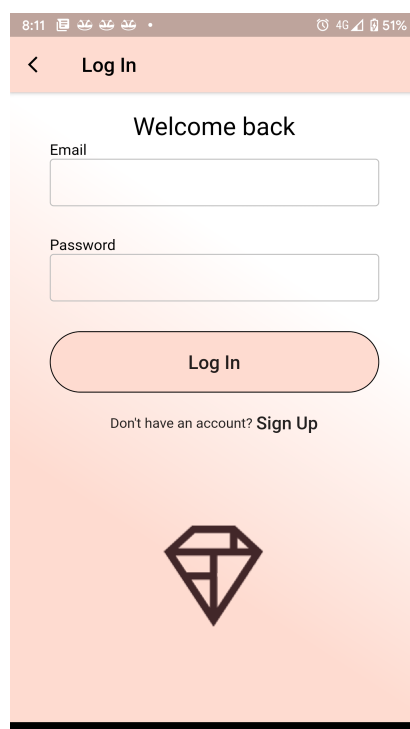 8:11 4G 51%
Log In
Welcome back
Email
Password
Log In
Don't have an account? Sign Up